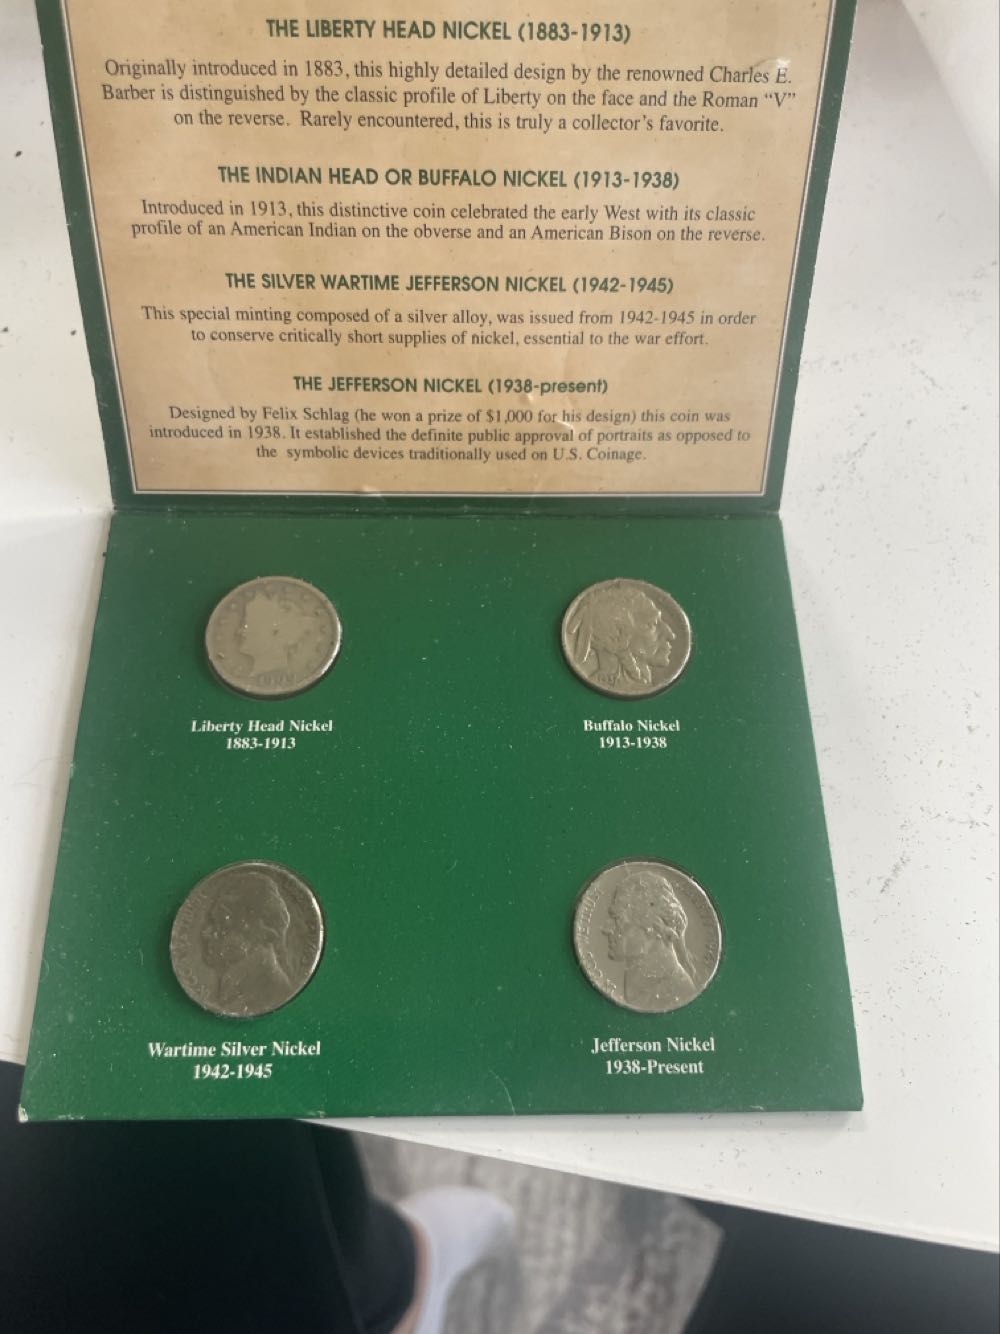 THE LIBERTY HEAD NICKEL (1883-1913)
Originally introduced in 1883, this highly detailed design by the renowned Charles E.
Barber is distinguished by the classic profile of Liberty on the face and the Roman “V”
on the reverse. Rarely encountered, this is truly a collector’s favorite.
THE INDIAN HEAD OR BUFFALO NICKEL (1913-1938)
Introduced in 1913, this distinctive coin celebrated the early West with its classic
profile of an American Indian on the obverse and an American Bison on the reverse.
THE SILVER WARTIME JEFFERSON NICKEL (1942-1945)
This special minting composed of a silver alloy, was issued from 1942-1945 in order
to conserve critically short supplies of nickel, essential to the war effort.
THE JEFFERSON NICKEL (1938-present)
Designed by Felix Schlag (he won a prize of $1,000 for his design) this coin was
introduced in 1938. It established the definite public approval of portraits as opposed to
the symbolic devices traditionally used on U.S. Coinage.
Liberty Head Nickel
1883-1913
Buffalo Nickel
1913-1938
Wartime Silver Nickel
1942-1945
Jefferson Nickel
1938-Present